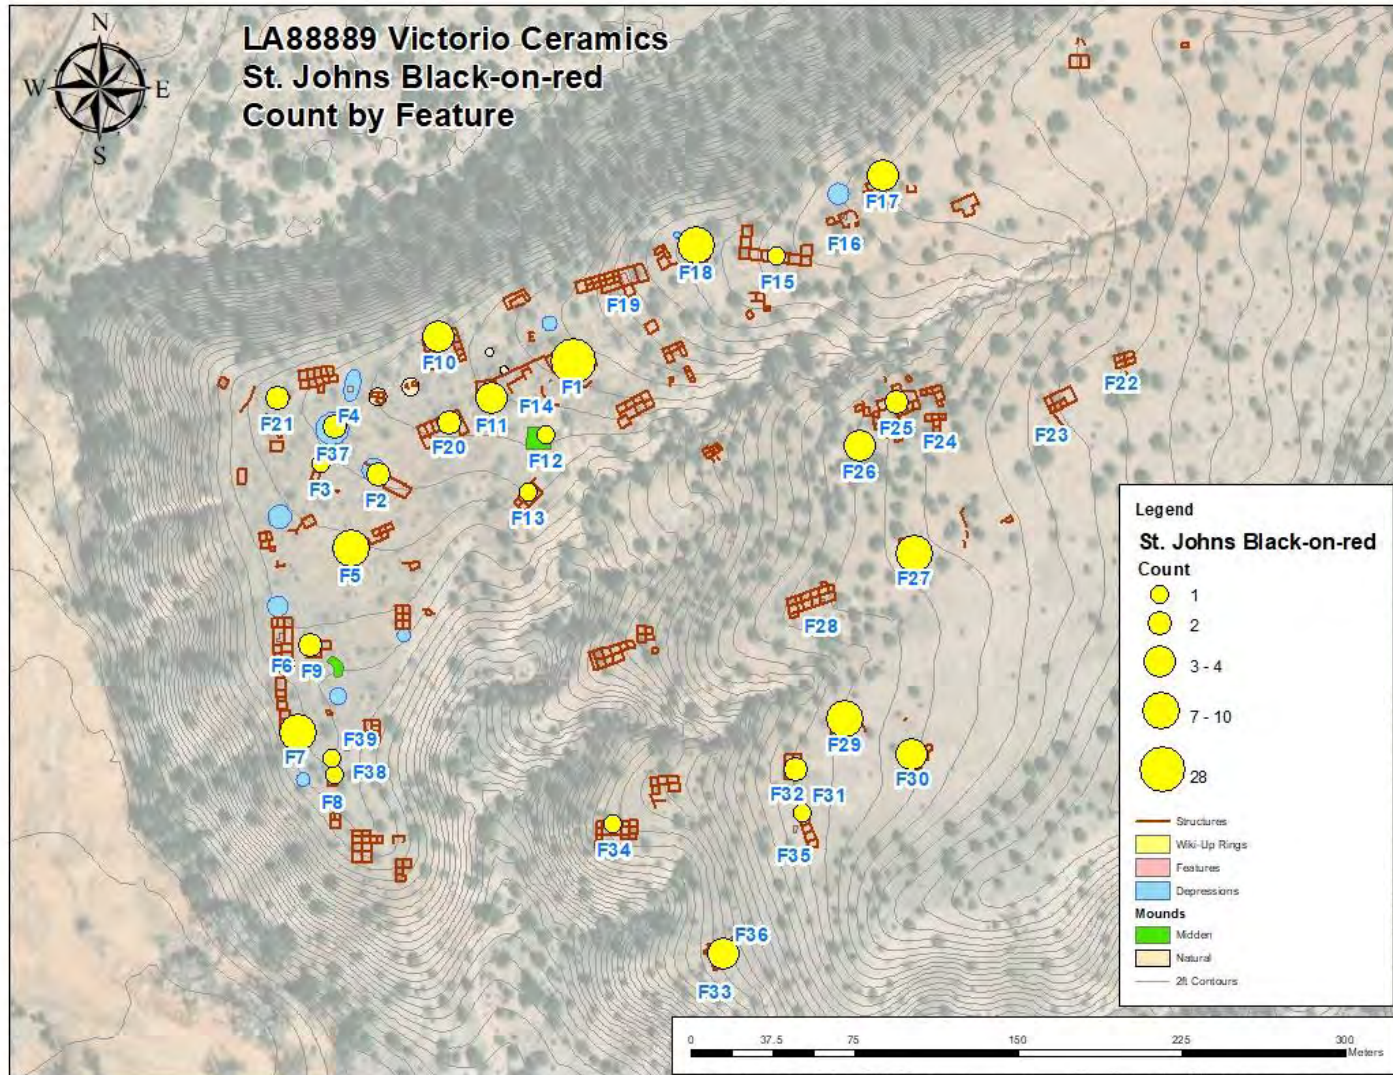 N
W E
S
LA88889 Victorio Ceramics
St. Johns Black-on-red
Count by Feature
F17
F16
F18
F15
F19
F10
F1
F22
F21
F4
F11
F14
F25
F24
F23
F37
F20
F12
F26
F3
F2
F13
F5
F27
F28
F6
F9
F7
F39
F38
F29
F30
F8
F32
F31
F34
F35
F36
F33
Legend
St. Johns Black-on-red
Count
1
2
3 - 4
7 - 10
28
Structures
Wiki-Up Rings
Features
Depressions
Mounds
Midden
Natural
2ft Contours
0 37.5 75 150 225 300
Meters